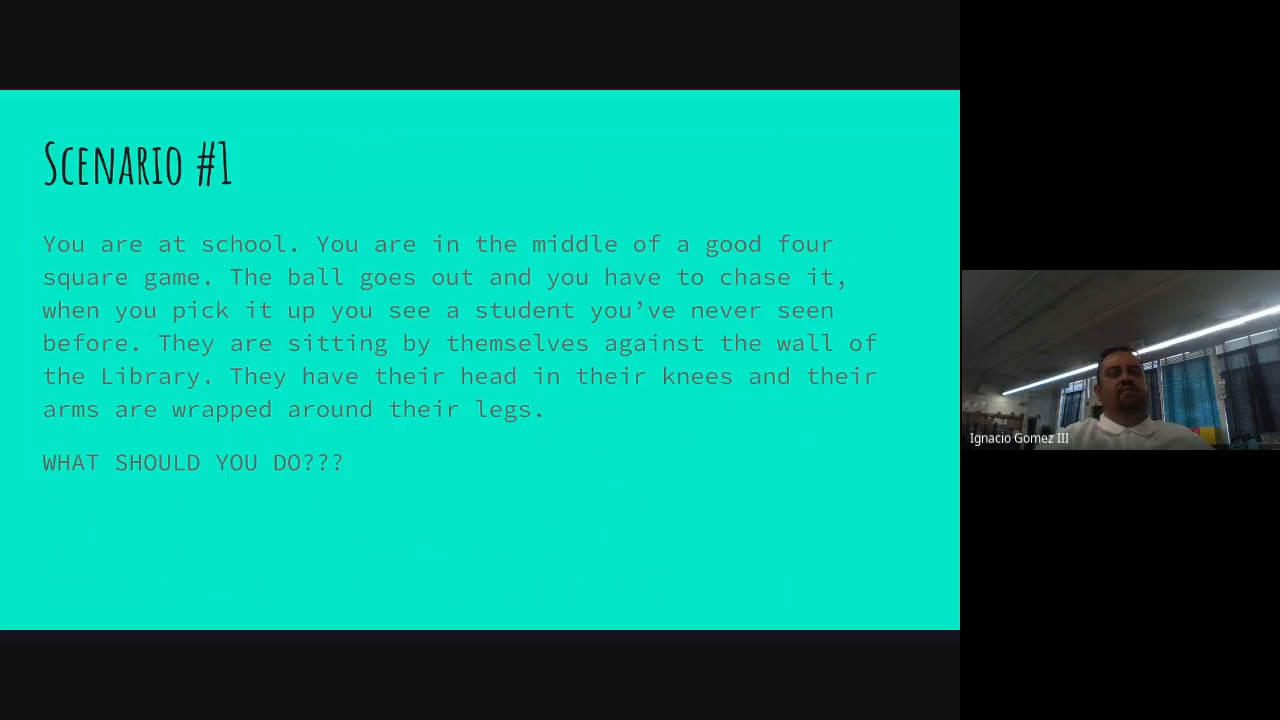 Scenario #1
You are at school. You are in the middle of a good four
square game. The ball goes out and you have to chase it,
when you pick it up you see a student you’ve never seen
before. They are sitting by themselves against the wall of
the Library. They have their head in their knees and their
arms are wrapped around their legs.
WHAT SHOULD YOU DO???
Ignacio Gomez III